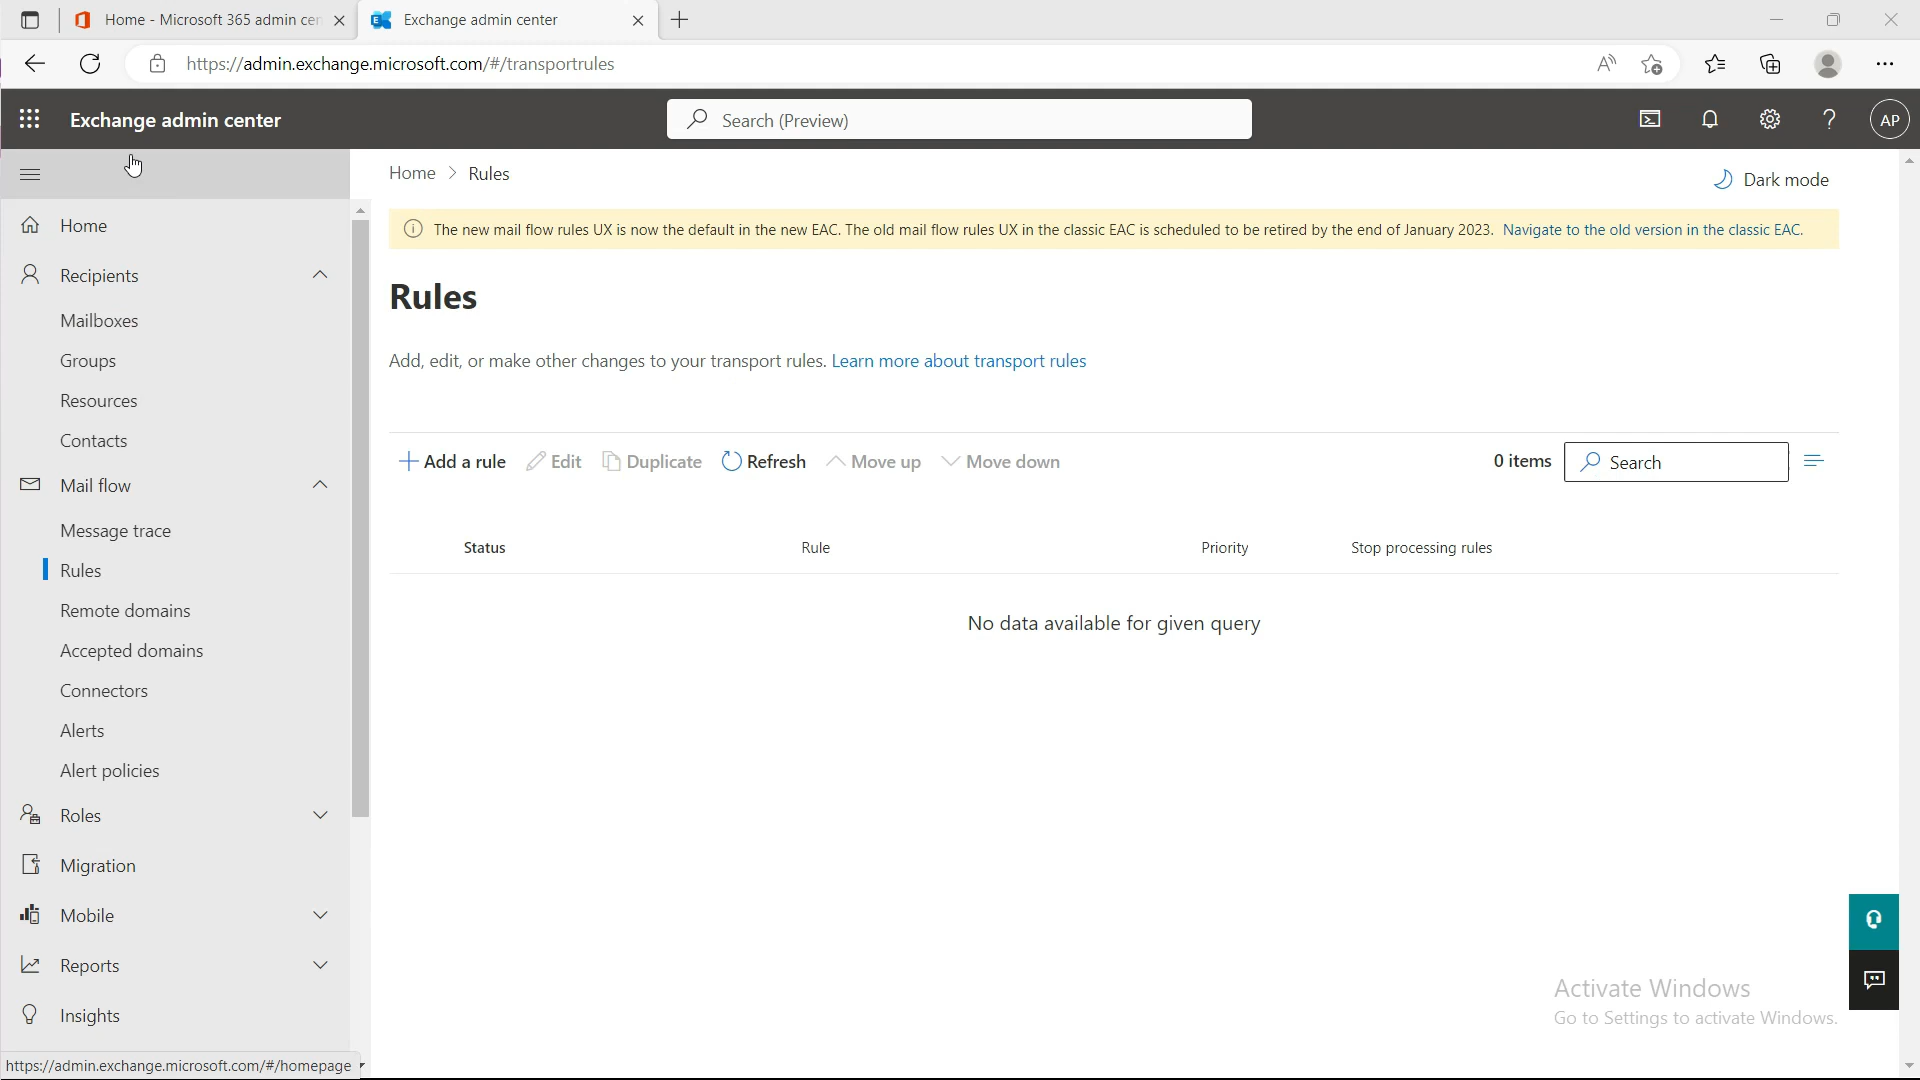 Home - Microsoft 365 admin cen
Exchange admin center
https://admin.exchange.microsoft.com/#/transportrules
Exchange admin center
Search (Preview)
AP
Home > Rules
Dark mode
The new mail flow rules UX is now the default in the new EAC. The old mail flow rules UX in the classic EAC is scheduled to be retired by the end of January 2023. Navigate to the old version in the classic EAC.
Home
Recipients
Mailboxes
Groups
Resources
Contacts
Mail flow
Message trace
Rules
Remote domains
Accepted domains
Connectors
Alerts
Alert policies
Roles
Migration
Mobile
Reports
Insights
https://admin.exchange.microsoft.com/#/homepage
Rules
Add, edit, or make other changes to your transport rules. Learn more about transport rules
Add a rule Edit Duplicate Refresh Move up Move down 0 items Search
Status Rule Priority Stop processing rules
No data available for given query
Activate Windows
Go to Settings to activate Windows.